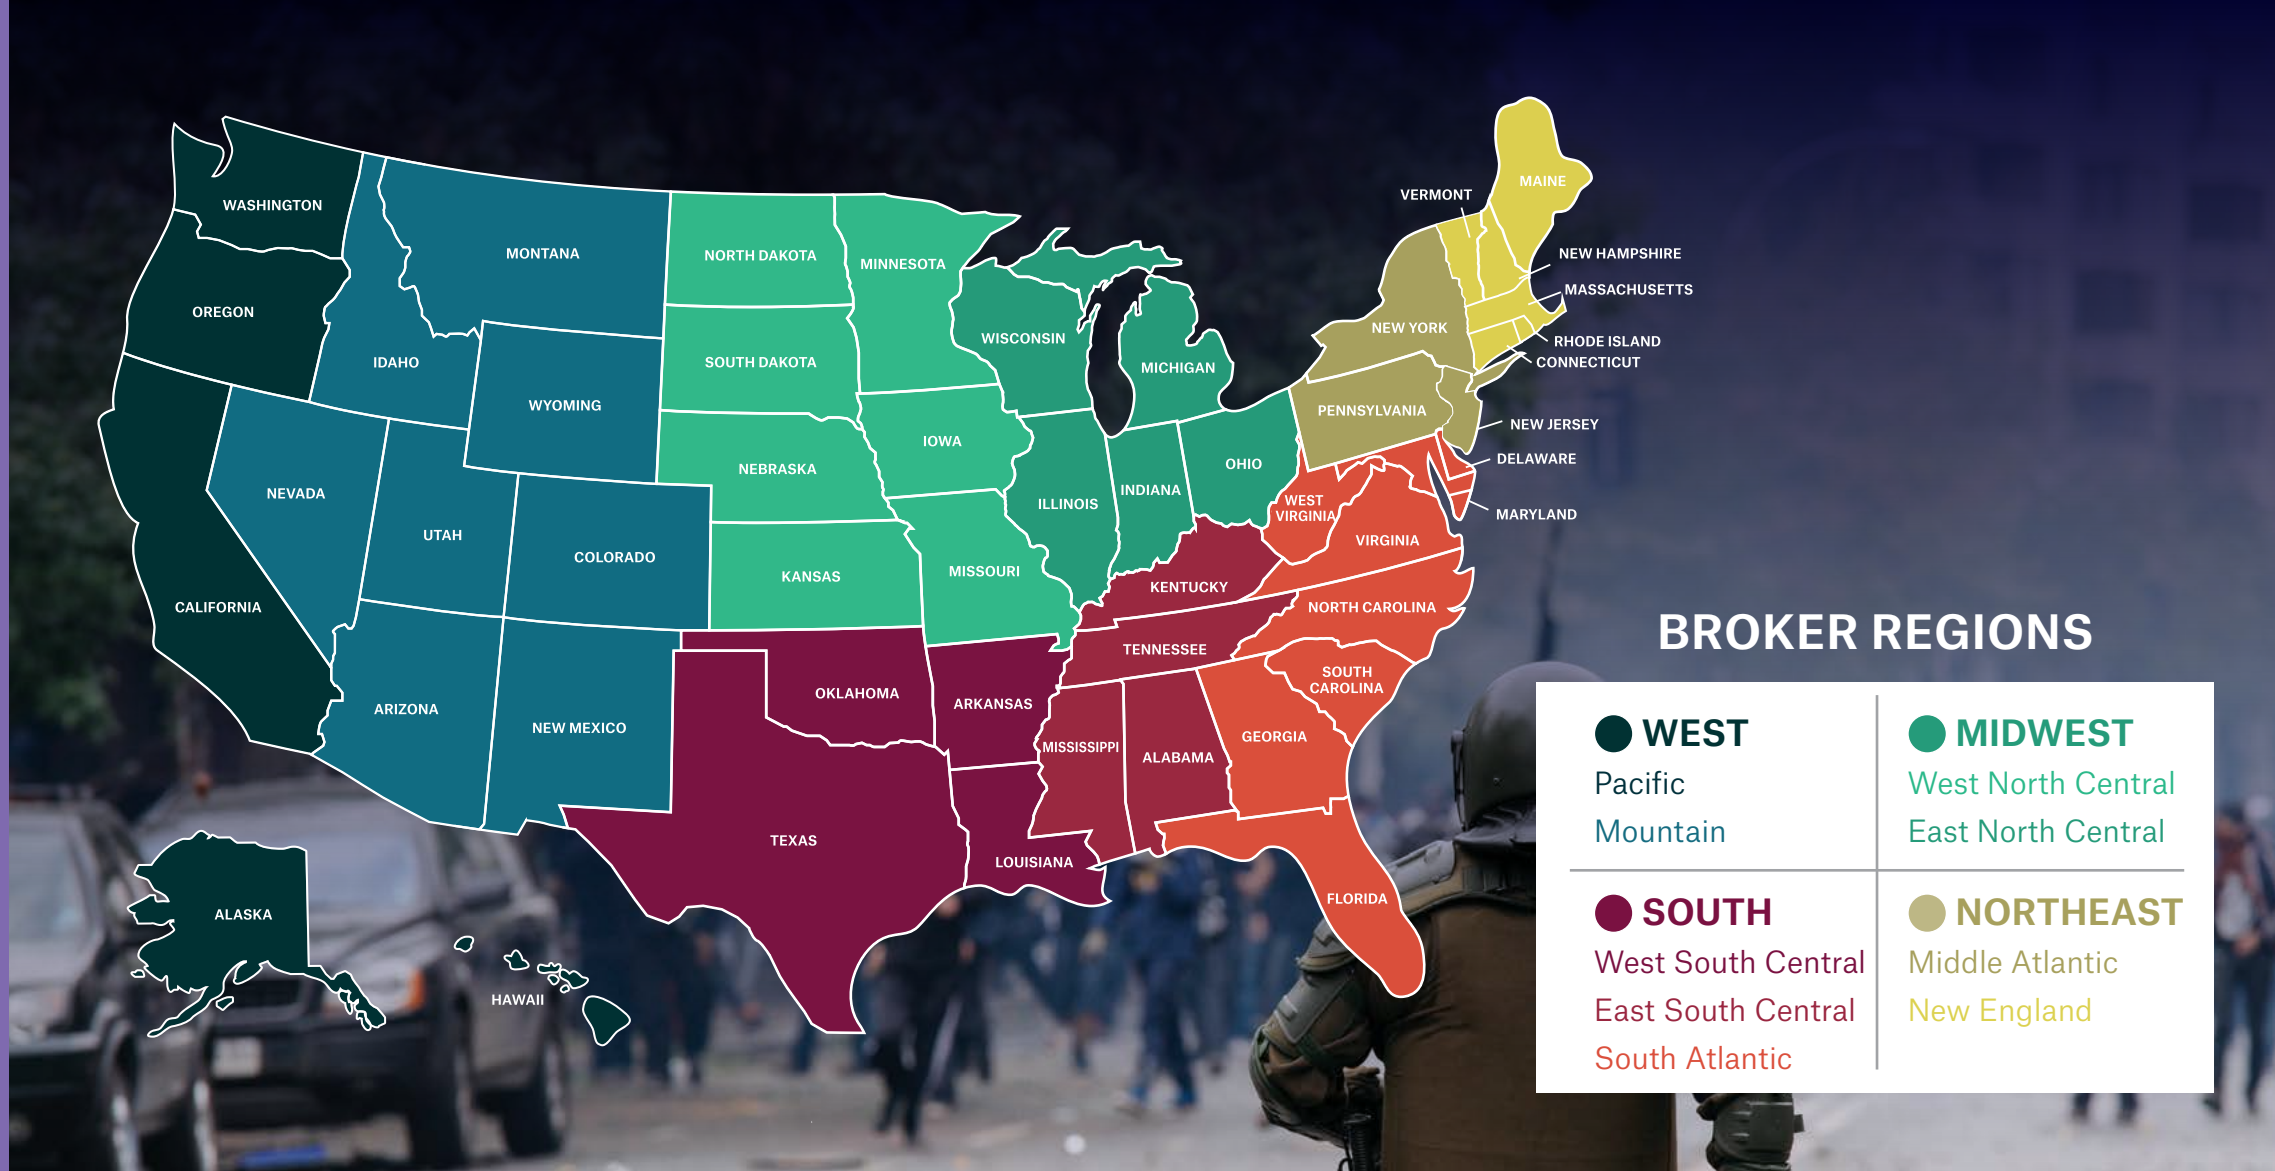 MAINE
VERMONT
WASHINGTON
MONTANA
NORTH DAKOTA
MINNESOTA
NEW HAMPSHIRE
MASSACHUSETTS
OREGON
IDAHO
SOUTH DAKOTA
WISCONSIN
MICHIGAN
NEW YORK
RHODE ISLAND
CONNECTICUT
WYOMING
IOWA
PENNSYLVANIA
NEW JERSEY
NEVADA
NEBRASKA
ILLINOIS
INDIANA
OHIO
DELAWARE
WEST
VIRGINIA
MARYLAND
UTAH
COLORADO
KANSAS
MISSOURI
VIRGINIA
CALIFORNIA
KENTUCKY
NORTH CAROLINA
TENNESSEE
ARIZONA
NEW MEXICO
OKLAHOMA
ARKANSAS
SOUTH
CAROLINA
MISSISSIPPI
ALABAMA
GEORGIA
TEXAS
LOUISIANA
FLORIDA
ALASKA
HAWAII
BROKER REGIONS
WEST
Pacific
Mountain
MIDWEST
West North Central
East North Central
SOUTH
West South Central
East South Central
South Atlantic
NORTHEAST
Middle Atlantic
New England